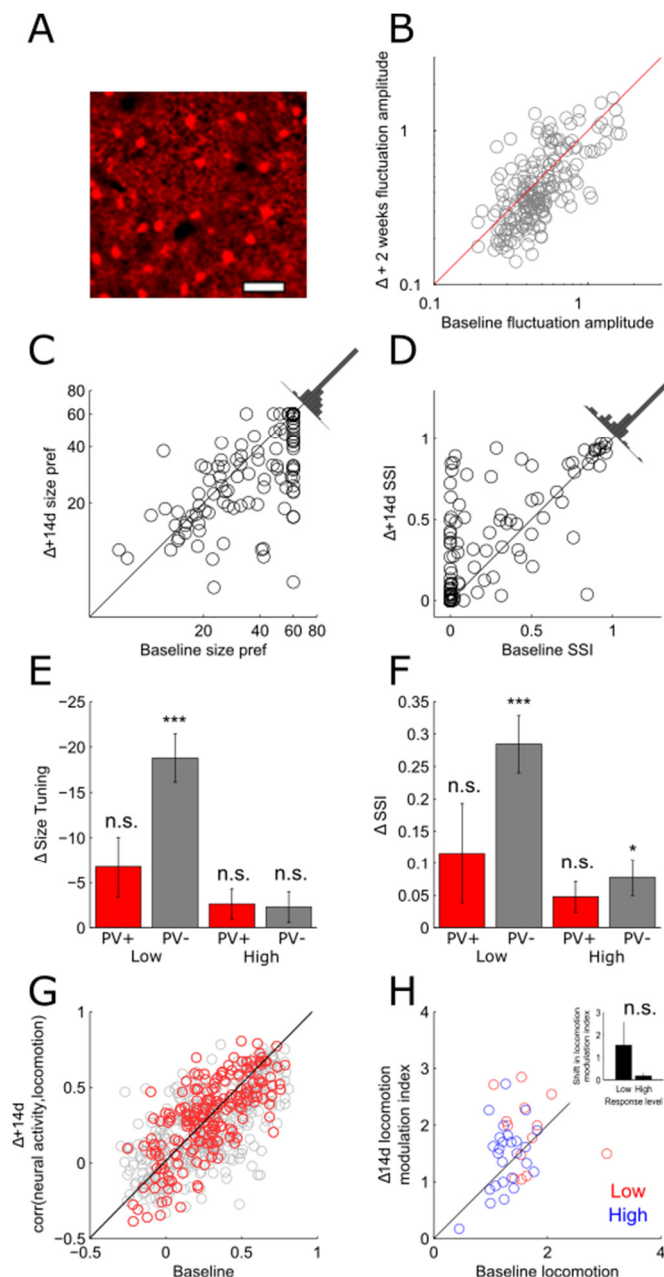 A
B
Δ + 2 weeks fluctuation amplitude
1
0.1
0.1
1
Baseline fluctuation amplitude
C
Δ+14d size pref
80
60
40
20
20
40
60
80
Baseline size pref
D
Δ+14d SSI
1
0.5
0
0
0.5
1
Baseline SSI
E
Δ Size Tuning
−25
−20
−15
−10
−5
0
n.s.
***
n.s.
n.s.
PV+
PV-
PV+
PV-
Low
High
F
Δ SSI
0.35
0.3
0.25
0.2
0.15
0.1
0.05
0
n.s.
***
n.s.
*
PV+
PV-
PV+
PV-
Low
High
G
Δ+14d
corr(neural activity,locomotion)
1
0.5
0
−0.5
−0.5
0
0.5
1
Baseline
H
Δ14d locomotion
modulation index
4
3
2
1
0
0
2
4
Baseline locomotion
Low
High
Shift in locomotion
modulation index
3
2
1
0
n.s.
Low
High
Response level